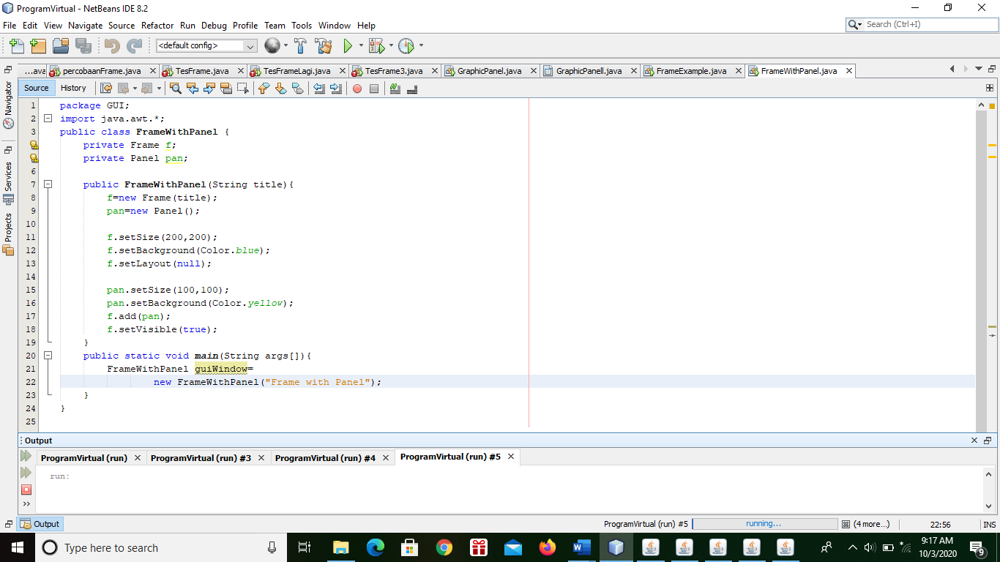 ProgramVirtual - NetBeans IDE 8.2
File Edit View Navigate Source Refactor Run Debug Profile Team Tools Window Help
Search (Ctrl+I)
<default config>
...ava percobaanFrame.java TesFrame.java TesFrameLagi.java TesFrame3.java GraphicPanel.java GraphicPanell.java FrameExample.java FrameWithPanel.java
Source History
Navigator
Services
Projects
1 package GUI;
2 import java.awt.*;
3 public class FrameWithPanel {
private Frame f;
private Panel pan;
6
7 public FrameWithPanel(String title){
8 f=new Frame(title);
9 pan=new Panel();
10
11 f.setSize(200,200);
12 f.setBackground(Color.blue);
13 f.setLayout(null);
14
15 pan.setSize(100,100);
16 pan.setBackground(Color.yellow);
17 f.add(pan);
18 f.setVisible(true);
19 }
20 public static void main(String args[]){
21 FrameWithPanel guiWindow=
22 new FrameWithPanel("Frame with Panel");
23 }
24 }
25
Output
ProgramVirtual (run) ProgramVirtual (run) #3 ProgramVirtual (run) #4 ProgramVirtual (run) #5
run:
Output
ProgramVirtual (run) #5 running... (4 more...) 22:56 INS
Type here to search
9:17 AM
10/3/2020
9